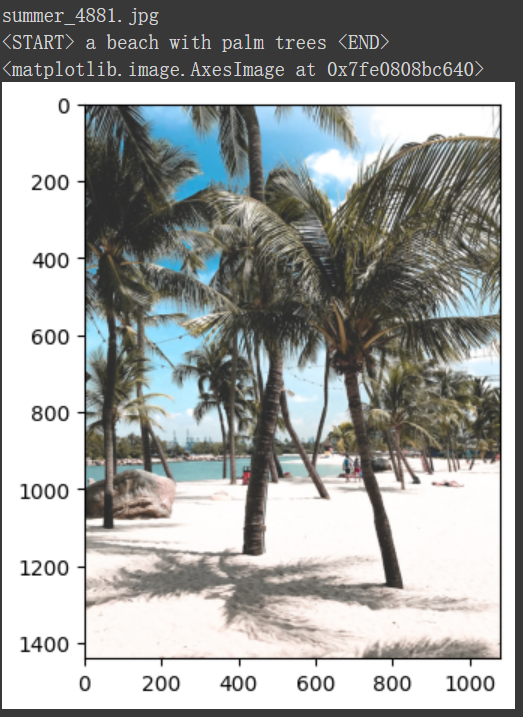 summer_4881.jpg
<START> a beach with palm trees <END>
<matplotlib.image.AxesImage at 0x7fe0808bc640>
0
200
400
600
800
1000
1200
1400
0 200 400 600 800 1000